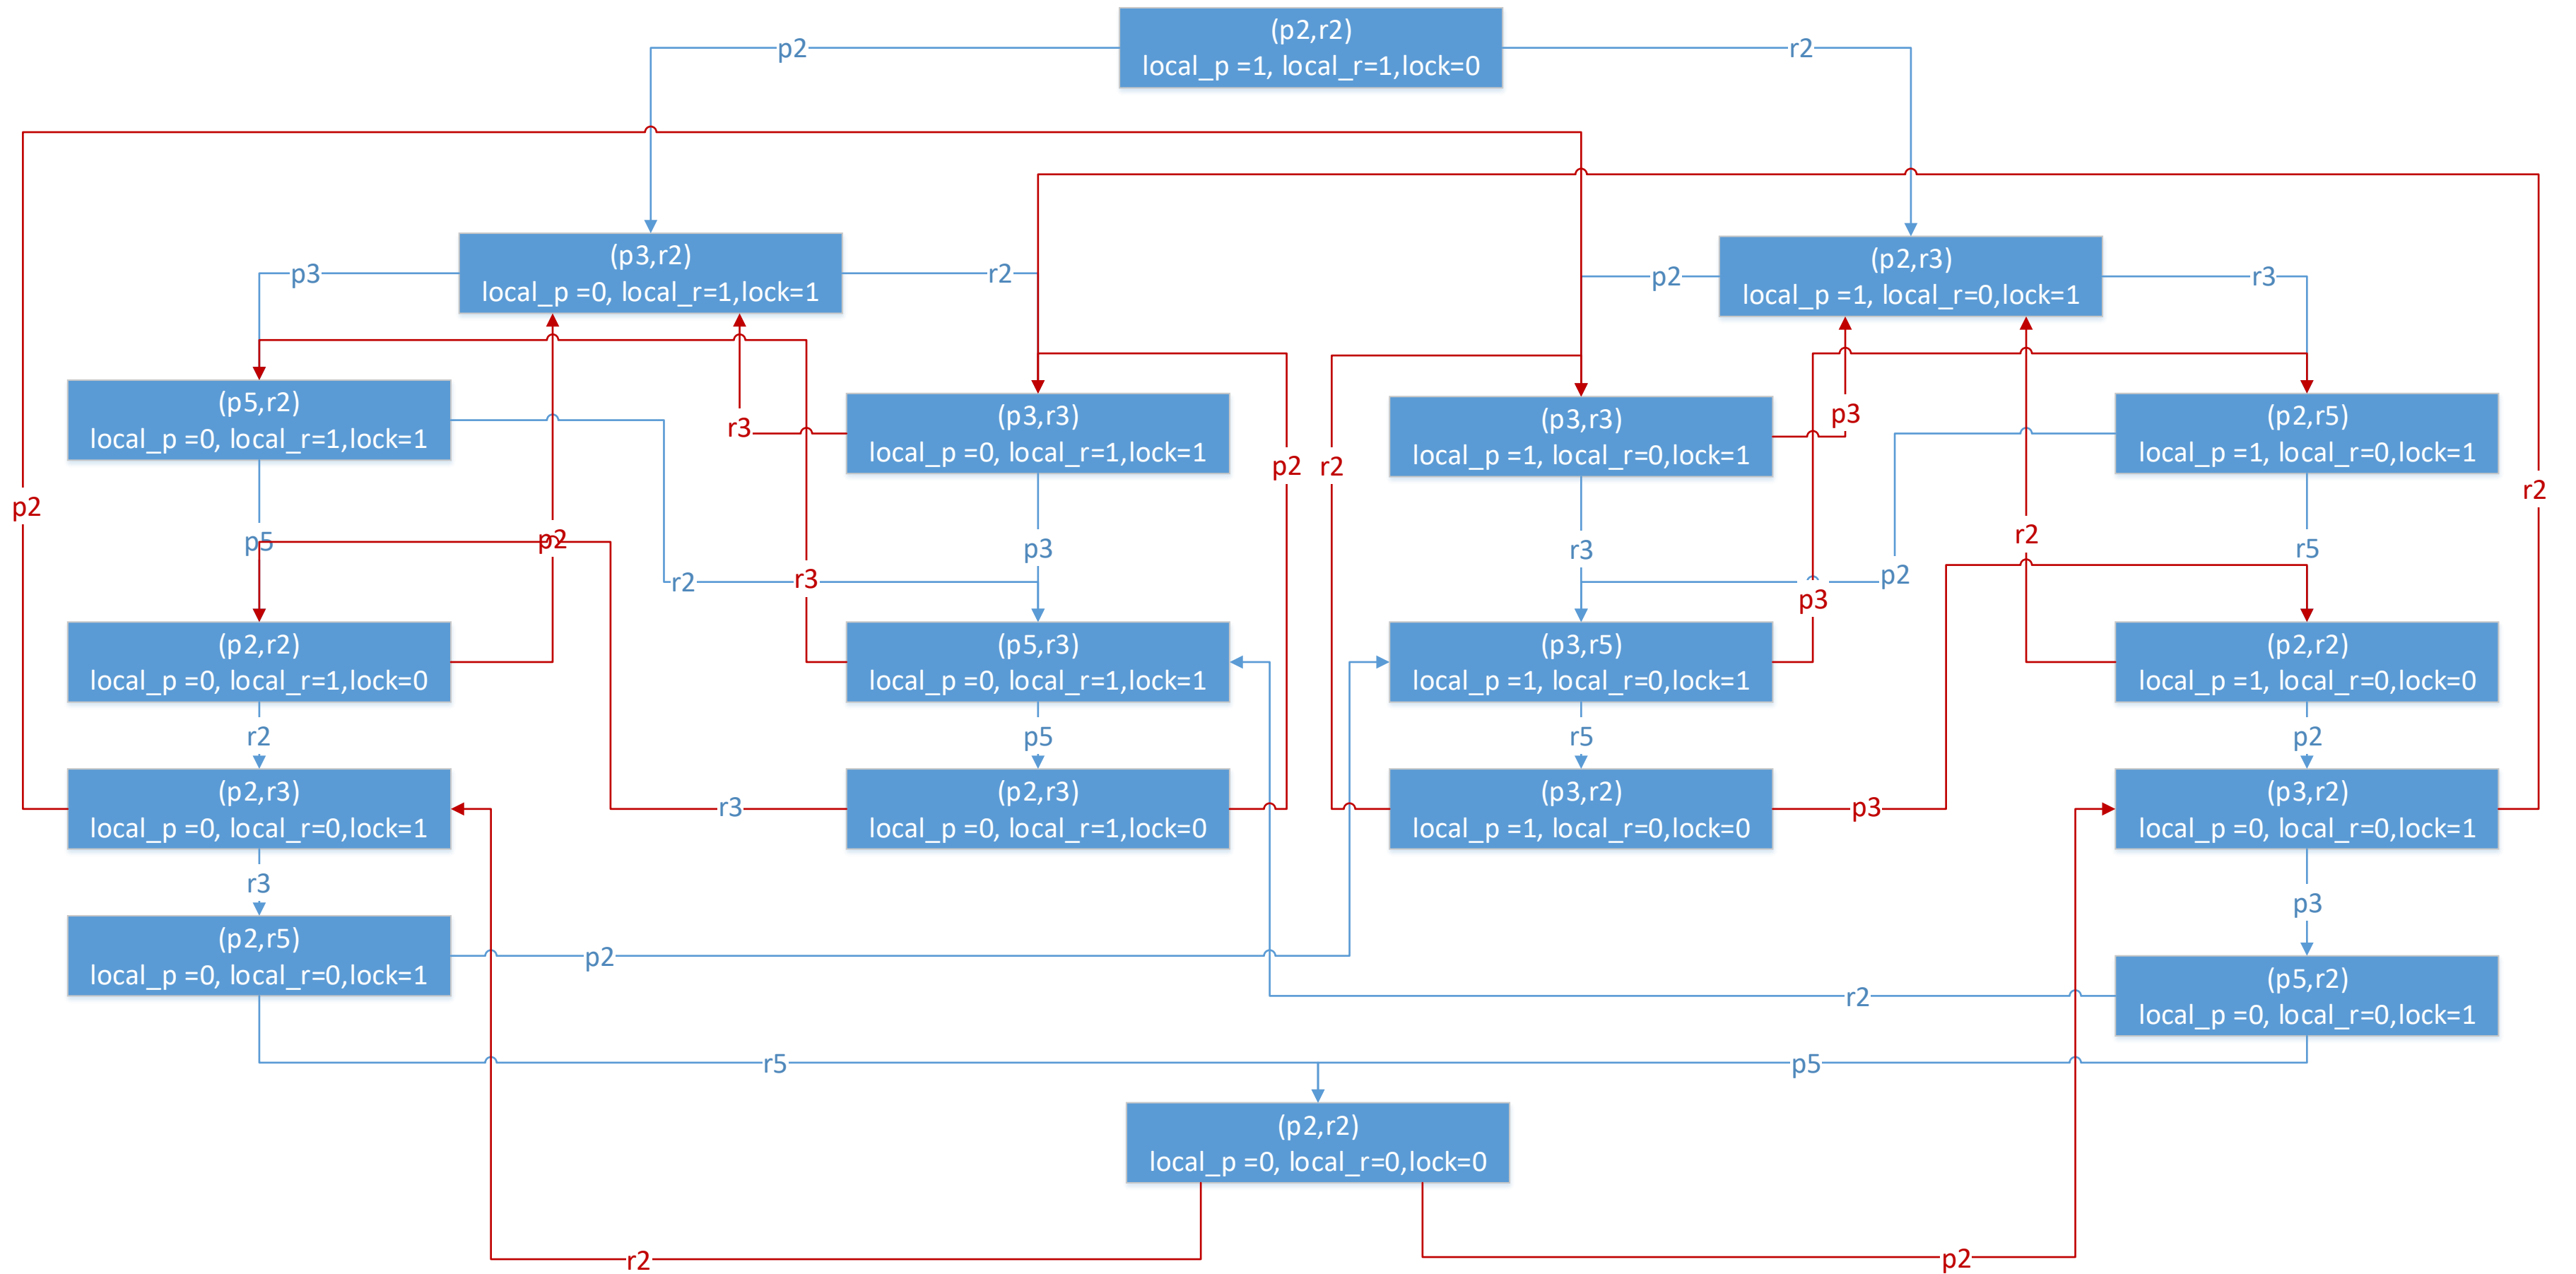 (p2,r2)
local_p =1, local_r=1,lock=0
p2
r2
(p3,r2)
local_p =0, local_r=1,lock=1
(p2,r3)
local_p =1, local_r=0,lock=1
p3
r2
p2
r3
(p5,r2)
local_p =0, local_r=1,lock=1
(p3,r3)
local_p =0, local_r=1,lock=1
(p3,r3)
local_p =1, local_r=0,lock=1
(p2,r5)
local_p =1, local_r=0,lock=1
r3
p3
p2
r2
r2
p2
p5
p2
p3
r3
r2
r5
r2
r3
p3
p2
(p2,r2)
local_p =0, local_r=1,lock=0
(p5,r3)
local_p =0, local_r=1,lock=1
(p3,r5)
local_p =1, local_r=0,lock=1
(p2,r2)
local_p =1, local_r=0,lock=0
r2
p5
r5
p2
(p2,r3)
local_p =0, local_r=0,lock=1
(p2,r3)
local_p =0, local_r=1,lock=0
(p3,r2)
local_p =1, local_r=0,lock=0
(p3,r2)
local_p =0, local_r=0,lock=1
r3
p3
r3
p3
(p2,r5)
local_p =0, local_r=0,lock=1
(p5,r2)
local_p =0, local_r=0,lock=1
p2
r2
r5
p5
(p2,r2)
local_p =0, local_r=0,lock=0
r2
p2